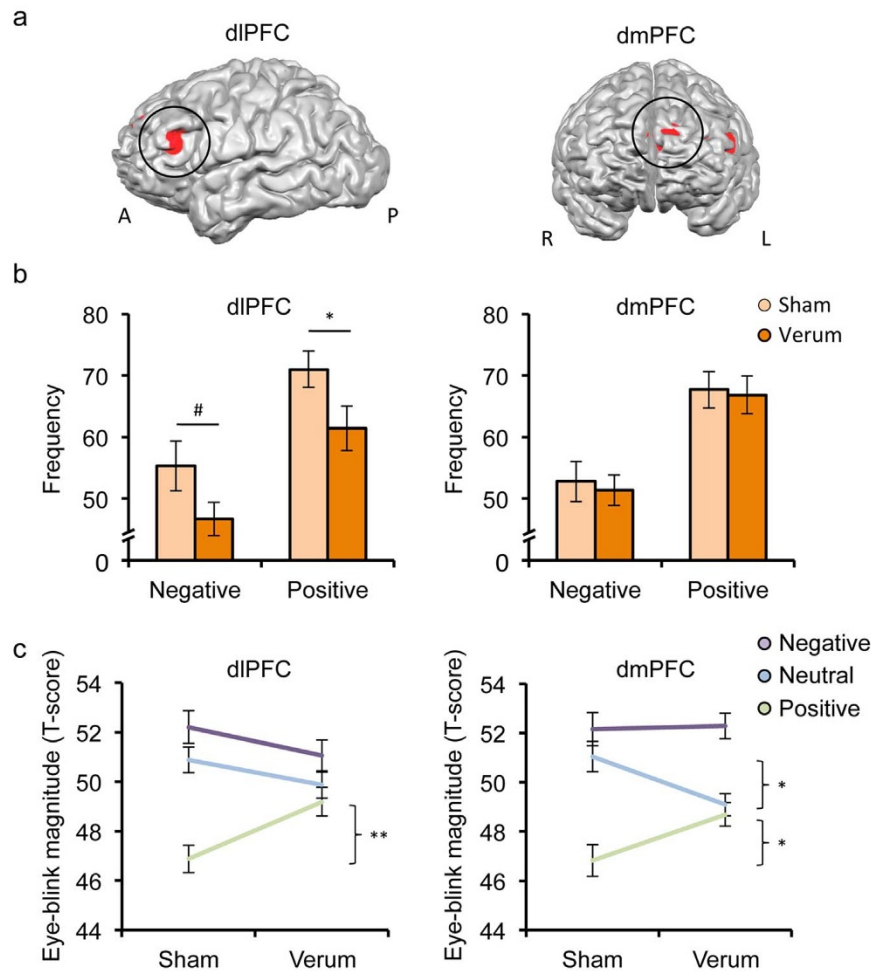 a
dlPFC
dmPFC
A
P
R
L
b
dlPFC
dmPFC
Sham
Verum
Frequency
80
70
60
50
0
#
*
Negative
Positive
Frequency
80
70
60
50
0
Negative
Positive
c
dlPFC
dmPFC
Negative
Neutral
Positive
Eye-blink magnitude (T-score)
54
52
50
48
46
44
**
Sham
Verum
Eye-blink magnitude (T-score)
54
52
50
48
46
44
*
*
Sham
Verum